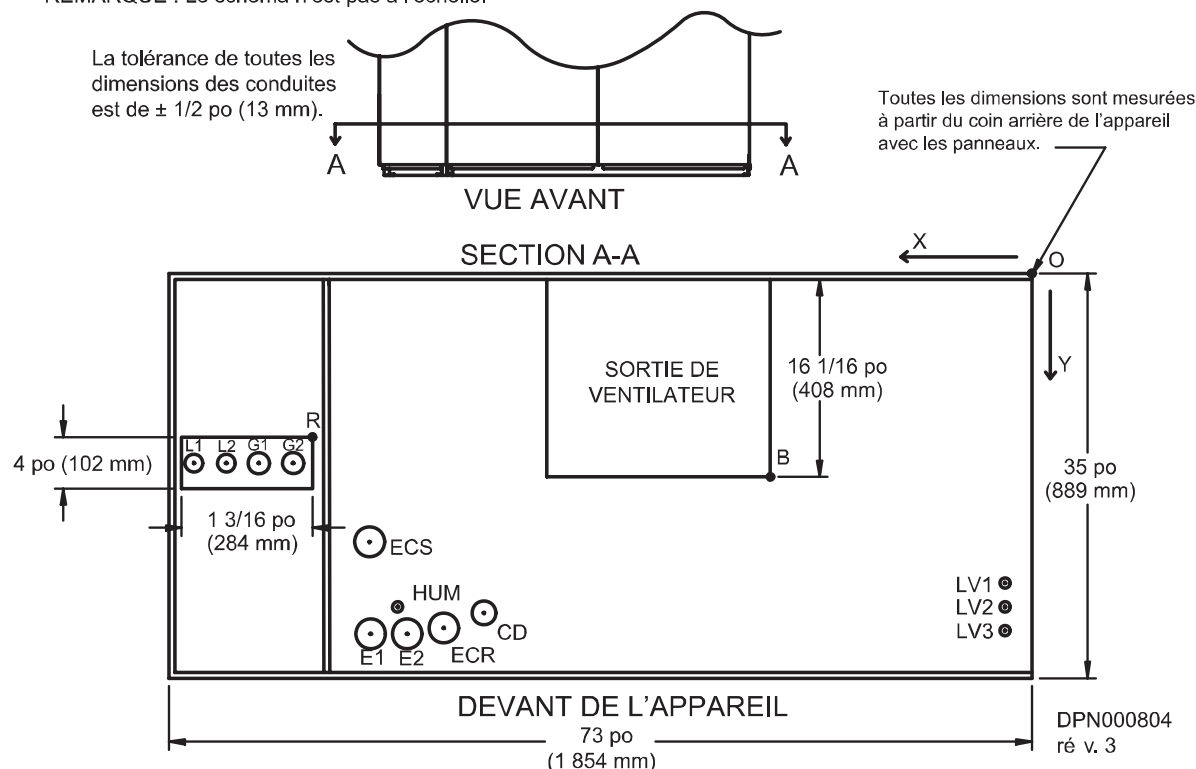 La tolérance de toutes les
dimensions des conduites
est de ± 1/2 po (13 mm).
Toutes les dimensions sont mesurées
à partir du coin arrière de l'appareil
avec les panneaux.
A
A
VUE AVANT
SECTION A-A
X
O
Y
SORTIE DE
VENTILATEUR
16 1/16 po
(408 mm)
B
R
L1 L2 G1 G2
4 po (102 mm)
1 3/16 po
(284 mm)
35 po
(889 mm)
ECS
HUM
CD
E1 E2 ECR
LV1
LV2
LV3
DEVANT DE L'APPAREIL
73 po
(1 854 mm)
DPN000804
ré v. 3